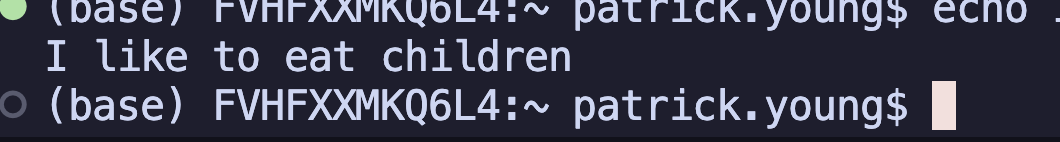 (base) FVHFXXMKQ6L4:~ patrick.young$ echo
I like to eat children
(base) FVHFXXMKQ6L4:~ patrick.young$